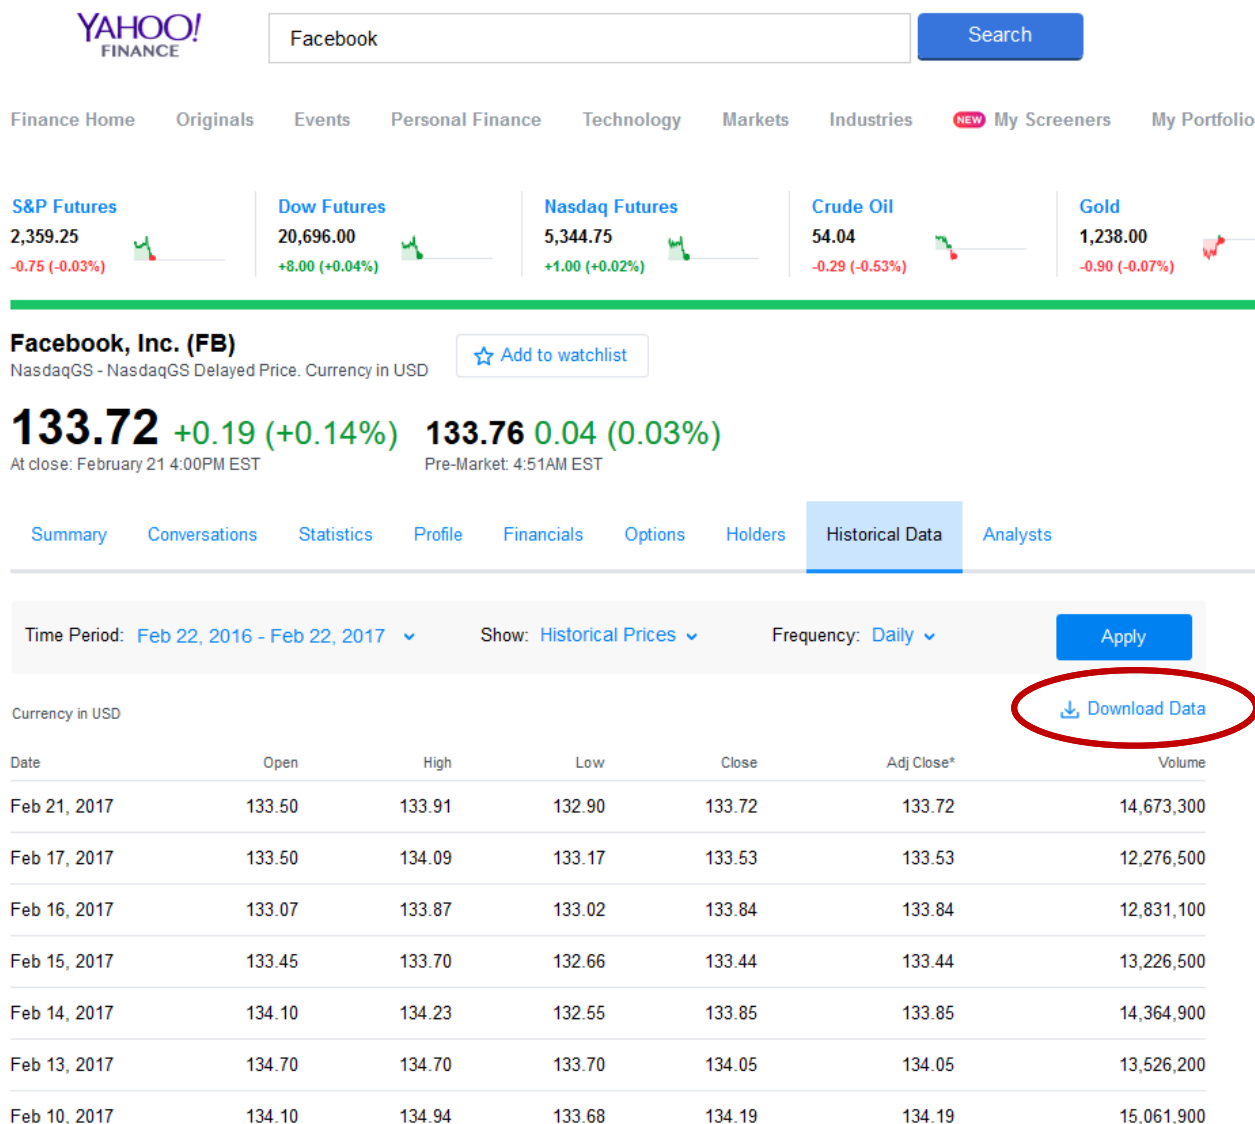 YAHOO!
FINANCE
Facebook
Search
Finance Home Originals Events Personal Finance Technology Markets Industries NEW My Screeners My Portfolio
S&P Futures Dow Futures Nasdaq Futures Crude Oil Gold
2,359.25 20,696.00 5,344.75 54.04 1,238.00
-0.75 (-0.03%) +8.00 (+0.04%) +1.00 (+0.02%) -0.29 (-0.53%) -0.90 (-0.07%)
Facebook, Inc. (FB)
NasdaqGS - NasdaqGS Delayed Price. Currency in USD
Add to watchlist
133.72 +0.19 (+0.14%) 133.76 0.04 (0.03%)
At close: February 21 4:00PM EST Pre-Market: 4:51AM EST
Summary Conversations Statistics Profile Financials Options Holders Historical Data Analysts
Time Period: Feb 22, 2016 - Feb 22, 2017 Show: Historical Prices Frequency: Daily Apply
Currency in USD Download Data
Date Open High Low Close Adj Close* Volume
Feb 21, 2017 133.50 133.91 132.90 133.72 133.72 14,673,300
Feb 17, 2017 133.50 134.09 133.17 133.53 133.53 12,276,500
Feb 16, 2017 133.07 133.87 133.02 133.84 133.84 12,831,100
Feb 15, 2017 133.45 133.70 132.66 133.44 133.44 13,226,500
Feb 14, 2017 134.10 134.23 132.55 133.85 133.85 14,364,900
Feb 13, 2017 134.70 134.70 133.70 134.05 134.05 13,526,200
Feb 10, 2017 134.10 134.94 133.68 134.19 134.19 15,061,900